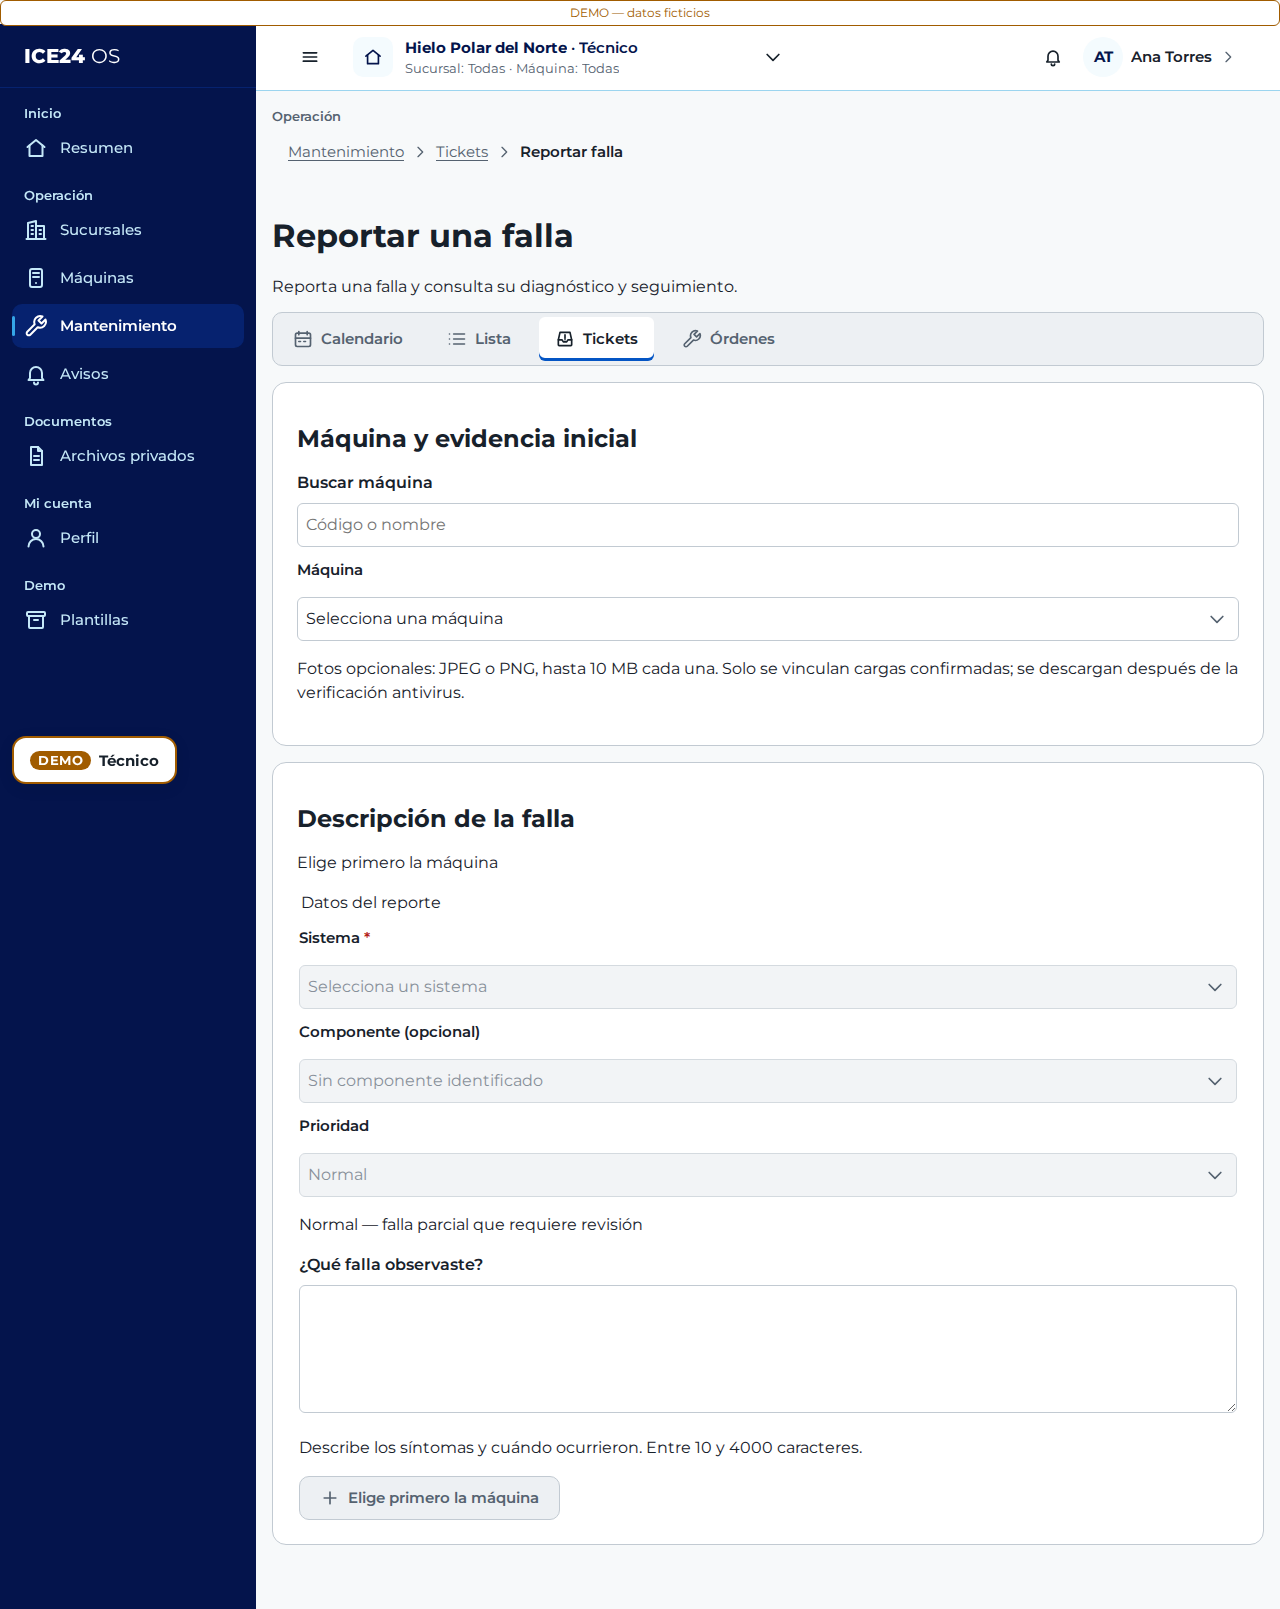 DEMO — datos ficticios
ICE24 OS
Inicio
Resumen
Operación
Sucursales
Máquinas
Mantenimiento
Avisos
Documentos
Archivos privados
Mi cuenta
Perfil
Demo
Plantillas
DEMO Técnico
Hielo Polar del Norte · Técnico
Sucursal: Todas · Máquina: Todas
AT Ana Torres
Operación
Mantenimiento Tickets Reportar falla
Reportar una falla
Reporta una falla y consulta su diagnóstico y seguimiento.
Calendario Lista Tickets Órdenes
Máquina y evidencia inicial
Buscar máquina
Código o nombre
Máquina
Selecciona una máquina
Fotos opcionales: JPEG o PNG, hasta 10 MB cada una. Solo se vinculan cargas confirmadas; se descargan después de la
verificación antivirus.
Descripción de la falla
Elige primero la máquina
Datos del reporte
Sistema *
Selecciona un sistema
Componente (opcional)
Sin componente identificado
Prioridad
Normal
Normal — falla parcial que requiere revisión
¿Qué falla observaste?
Describe los síntomas y cuándo ocurrieron. Entre 10 y 4000 caracteres.
Elige primero la máquina